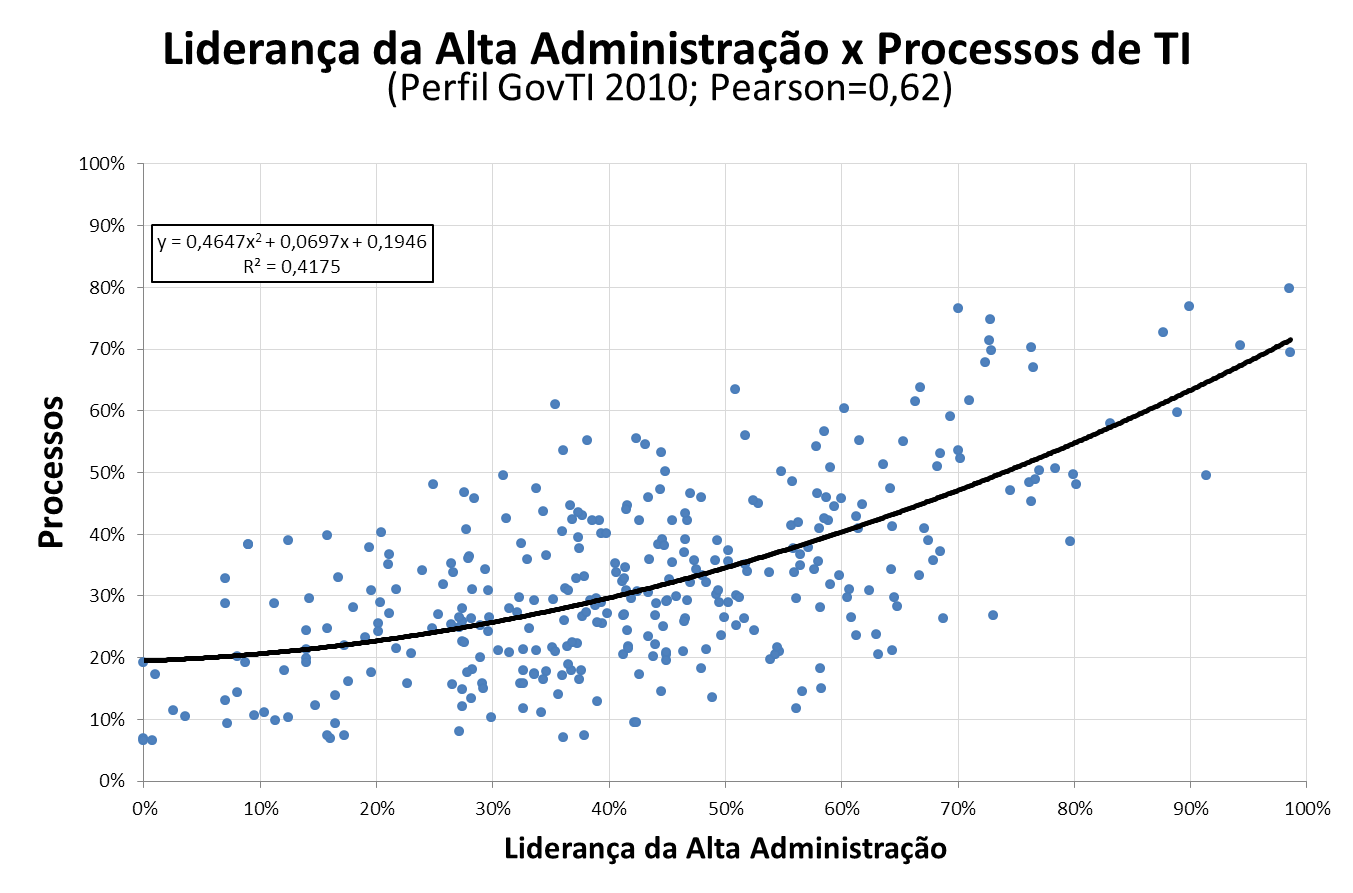 Liderança da Alta Administração x Processos de TI
(Perfil GovTI 2010; Pearson=0,62)
100%
90%
y = 0,4647x² + 0,0697x + 0,1946
R² = 0,4175
80%
70%
60%
50%
40%
30%
20%
10%
0%
Processos
0% 10% 20% 30% 40% 50% 60% 70% 80% 90% 100%
Liderança da Alta Administração